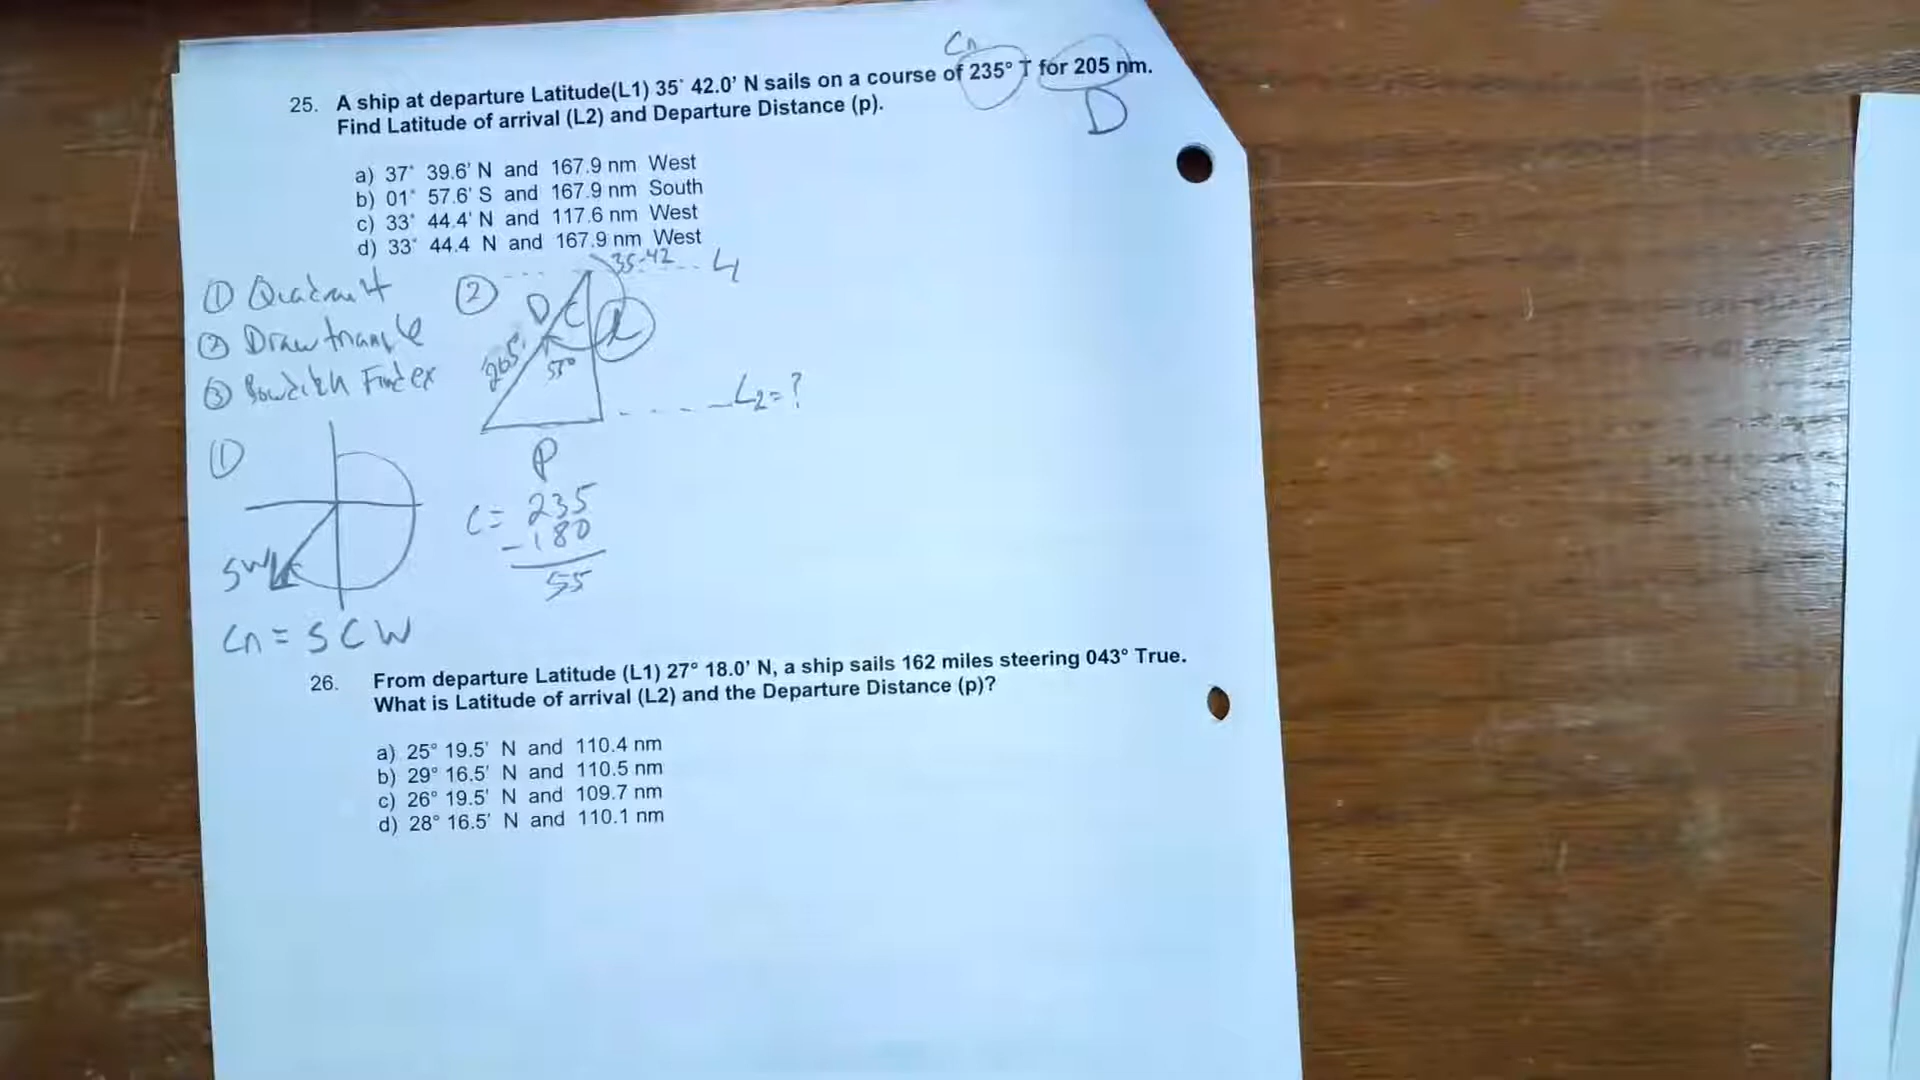 Cn
25. A ship at departure Latitude(L1) 35° 42.0' N sails on a course of 235° T for 205 nm.
Find Latitude of arrival (L2) and Departure Distance (p).
D
a) 37° 39.6' N and 167.9 nm West
b) 01° 57.6' S and 167.9 nm South
c) 33° 44.4' N and 117.6 nm West
d) 33° 44.4 N and 167.9 nm West
① Quadrant
② Draw triangle
③
②
35-42
L1
D
C
l
205'
55°
L2=?
P
①
SW
C= 235
-180
55
Cn = S C W
26. From departure Latitude (L1) 27° 18.0' N, a ship sails 162 miles steering 043° True.
What is Latitude of arrival (L2) and the Departure Distance (p)?
a) 25° 19.5' N and 110.4 nm
b) 29° 16.5' N and 110.5 nm
c) 26° 19.5' N and 109.7 nm
d) 28° 16.5' N and 110.1 nm